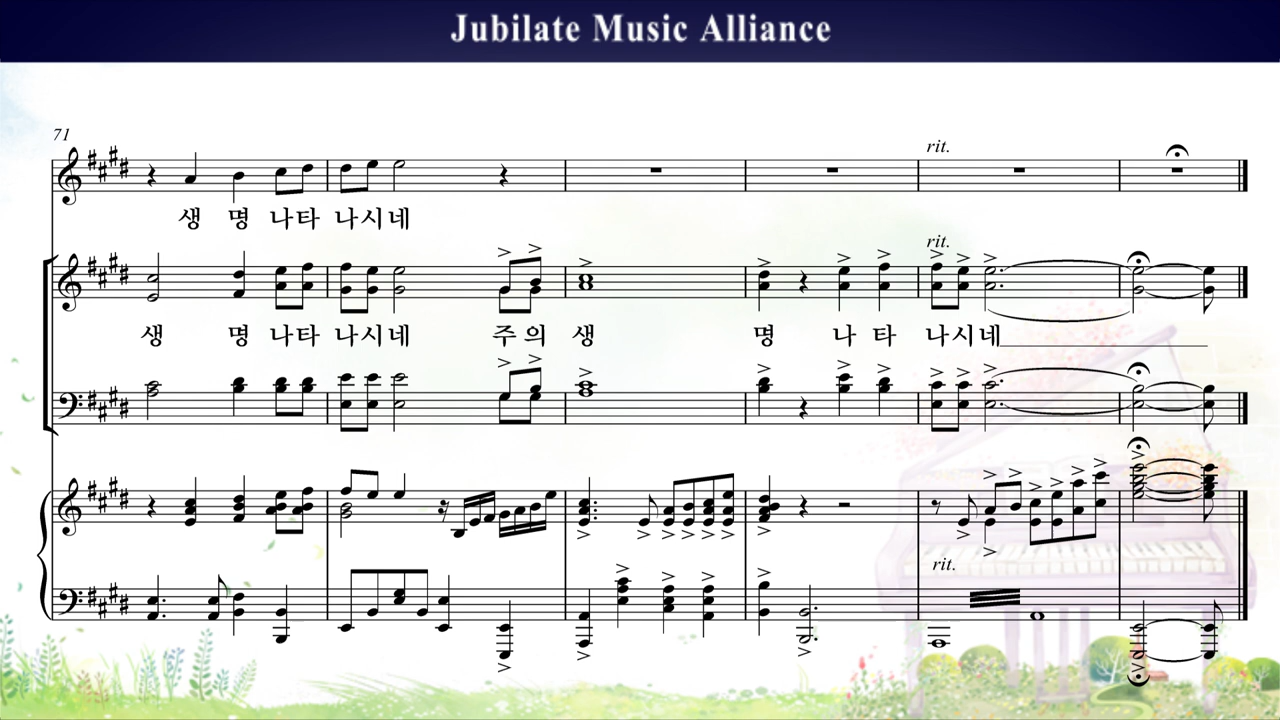 Jubilate Music Alliance
71
rit.
생 명 나타 나시네
rit.
생 명 나타 나시네 주의 생 명 나 타 나시네
rit.